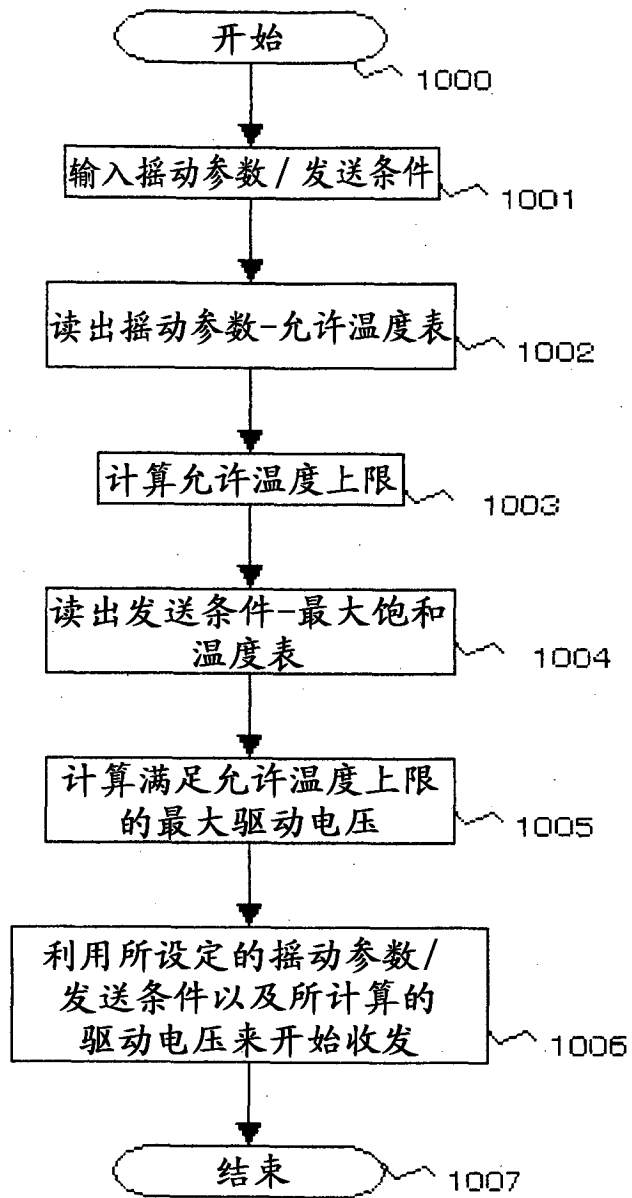 开始
1000
输入摇动参数/发送条件
1001
读出摇动参数-允许温度表
1002
计算允许温度上限
1003
读出发送条件-最大饱和
温度表
1004
计算满足允许温度上限
的最大驱动电压
1005
利用所设定的摇动参数/
发送条件以及所计算的
驱动电压来开始收发
1006
结束
1007